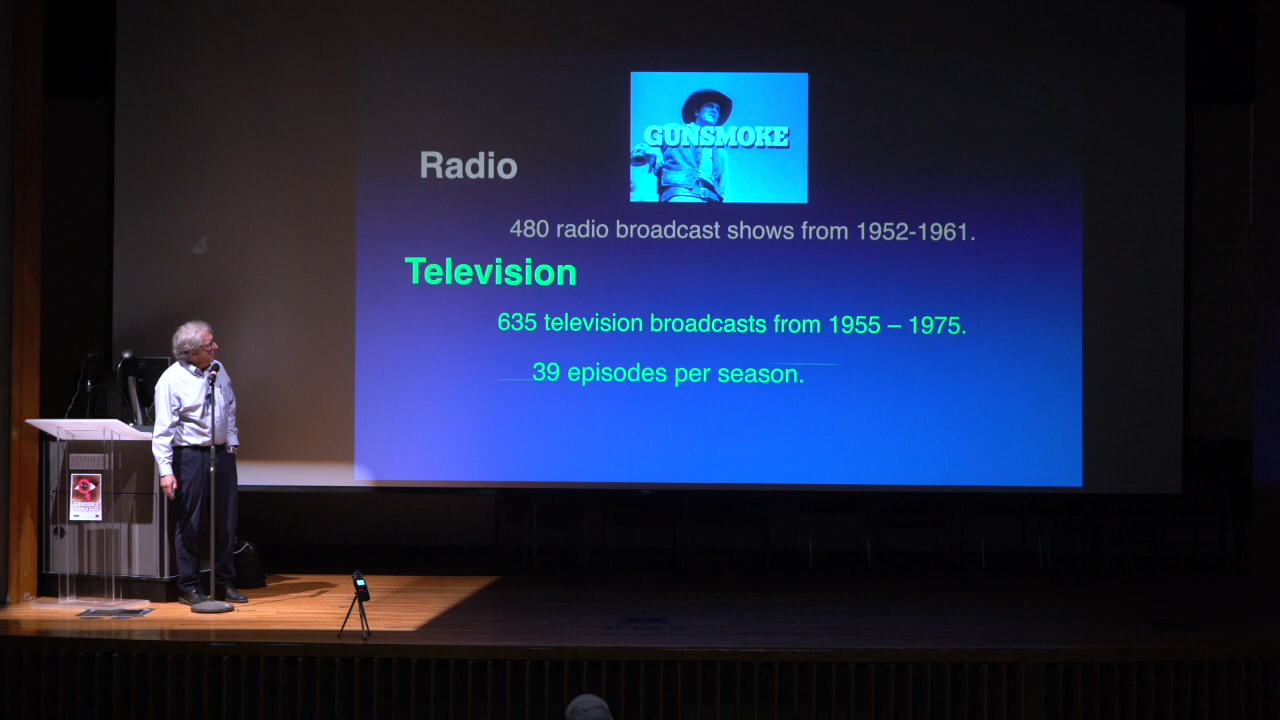 GUNSMOKE
Radio
480 radio broadcast shows from 1952-1961.
Television
635 television broadcasts from 1955 – 1975.
39 episodes per season.
STEPHENS